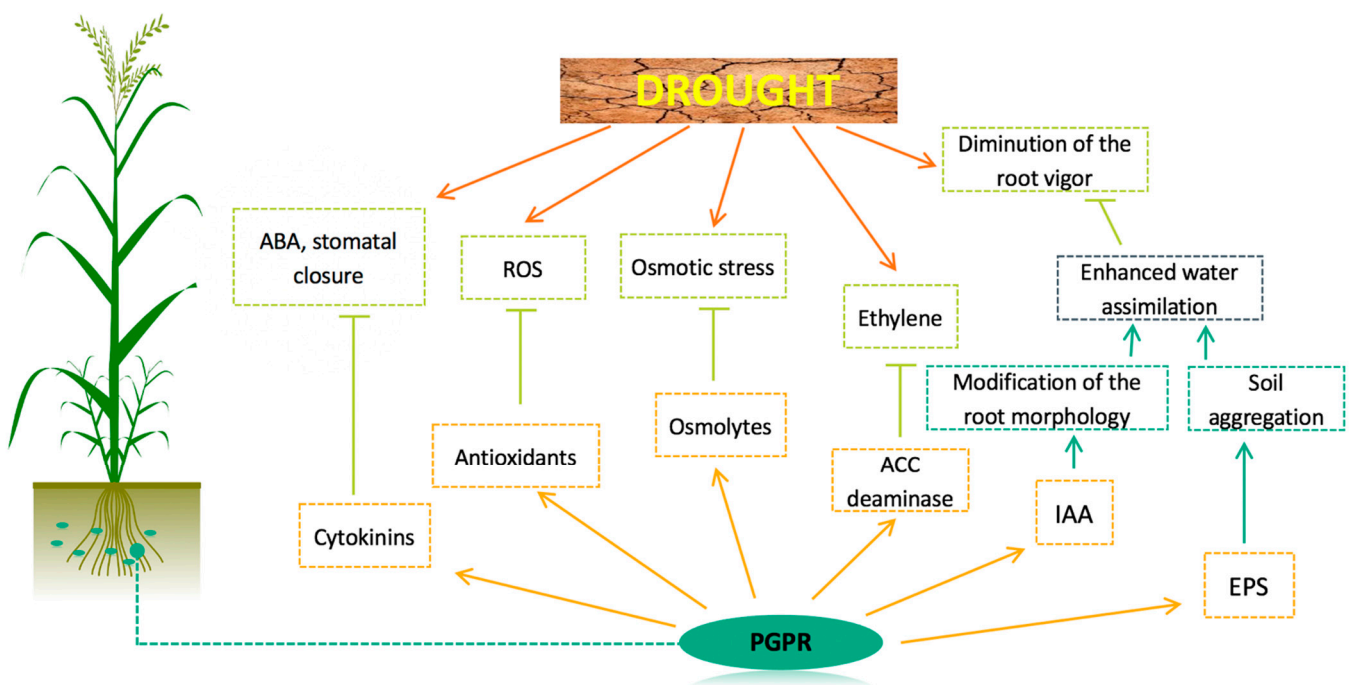 DROUGHT
Diminution of the
root vigor
ABA, stomatal
closure
ROS
Osmotic stress
Enhanced water
assimilation
Ethylene
Modification of the
root morphology
Soil
aggregation
Osmolytes
Antioxidants
ACC
deaminase
IAA
Cytokinins
EPS
PGPR